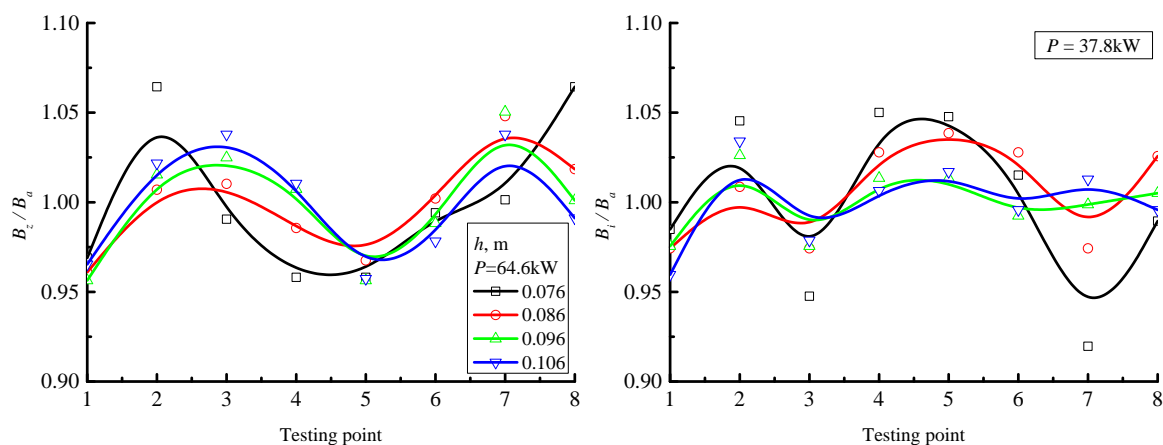 1.10
1.05
1.00
0.95
0.90
B_z / B_a
1 2 3 4 5 6 7 8
Testing point
h, m
P=64.6kW
0.076
0.086
0.096
0.106
1.10
1.05
1.00
0.95
0.90
B_i / B_a
1 2 3 4 5 6 7 8
Testing point
P = 37.8kW